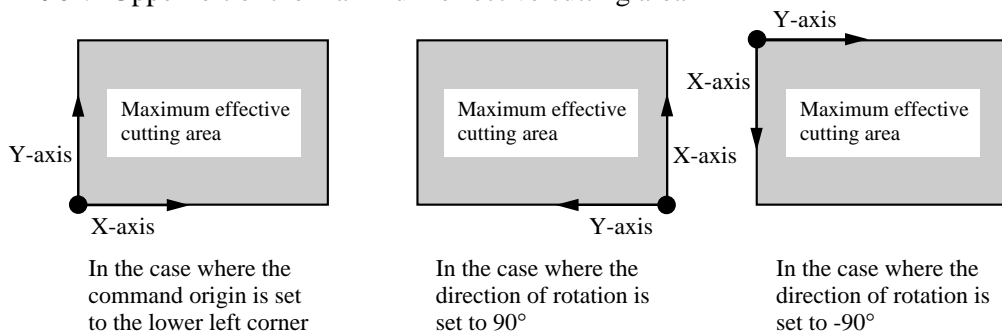 Y-axis
X-axis
Maximum effective
cutting area
Y-axis
X-axis
In the case where the
command origin is set
to the lower left corner
Maximum effective
cutting area
X-axis
Y-axis
In the case where the
direction of rotation is
set to 90°
Maximum effective
cutting area
In the case where the
direction of rotation is
set to -90°